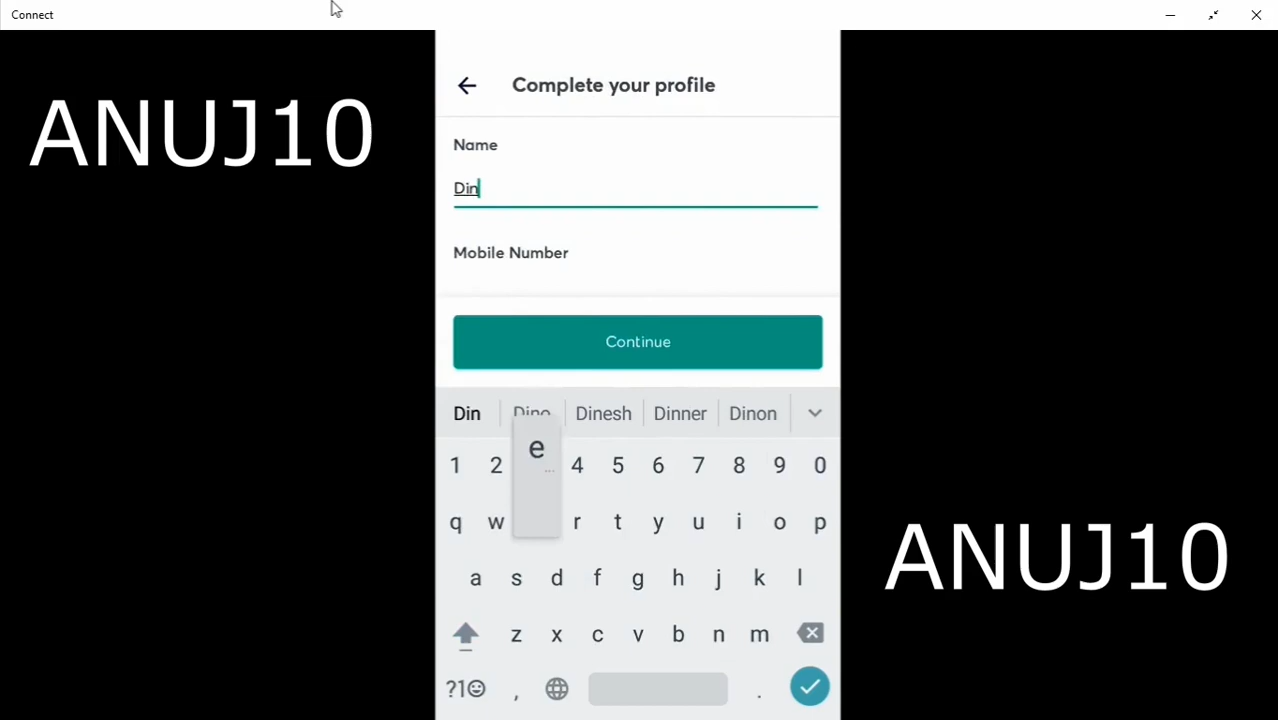 Connect
ANUJ10
Complete your profile
Name
Din
Mobile Number
Continue
Din Dino Dinesh Dinner Dinon
e
...
1 2 4 5 6 7 8 9 0
q w r t y u i o p
a s d f g h j k l
z x c v b n m
?1☺ , .
ANUJ10